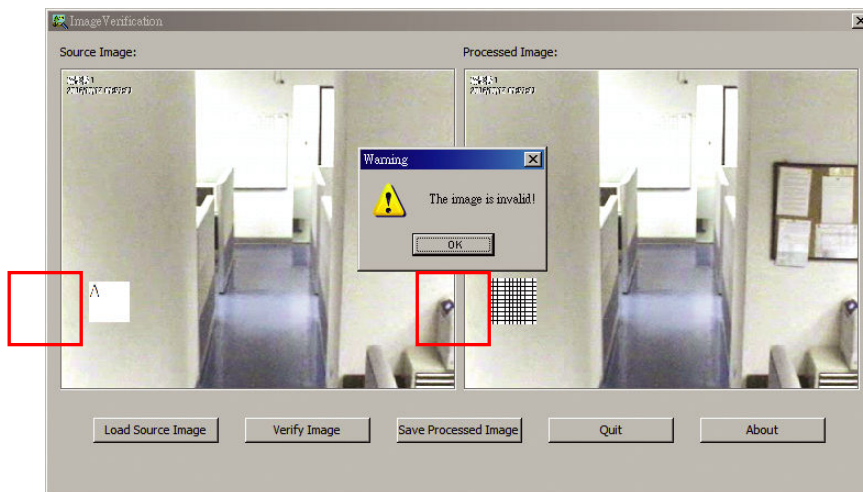 ImageVerification
Source Image:
Processed Image:
Warning
The image is invalid!
OK
Load Source Image
Verify Image
Save Processed Image
Quit
About